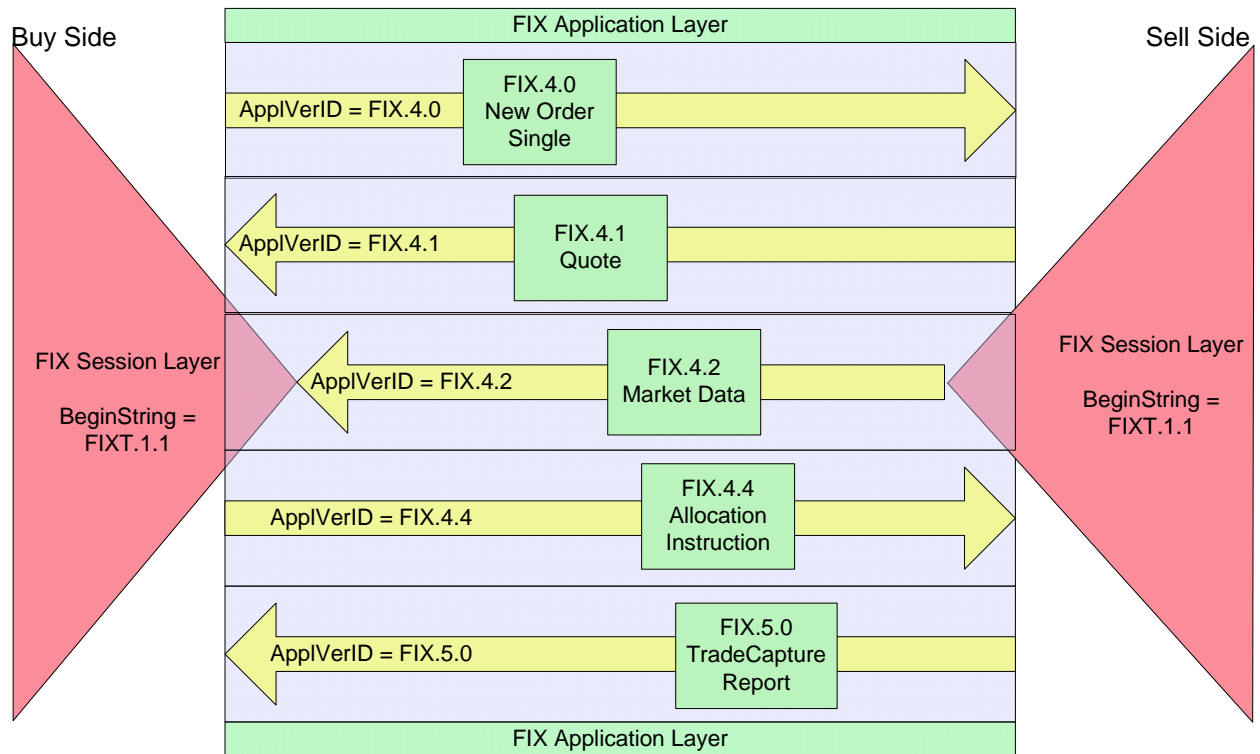 FIX Application Layer
Buy Side
Sell Side
ApplVerID = FIX.4.0
FIX.4.0
New Order
Single
ApplVerID = FIX.4.1
FIX.4.1
Quote
FIX Session Layer
BeginString =
FIXT.1.1
ApplVerID = FIX.4.2
FIX.4.2
Market Data
FIX Session Layer
BeginString =
FIXT.1.1
ApplVerID = FIX.4.4
FIX.4.4
Allocation
Instruction
ApplVerID = FIX.5.0
FIX.5.0
TradeCapture
Report
FIX Application Layer